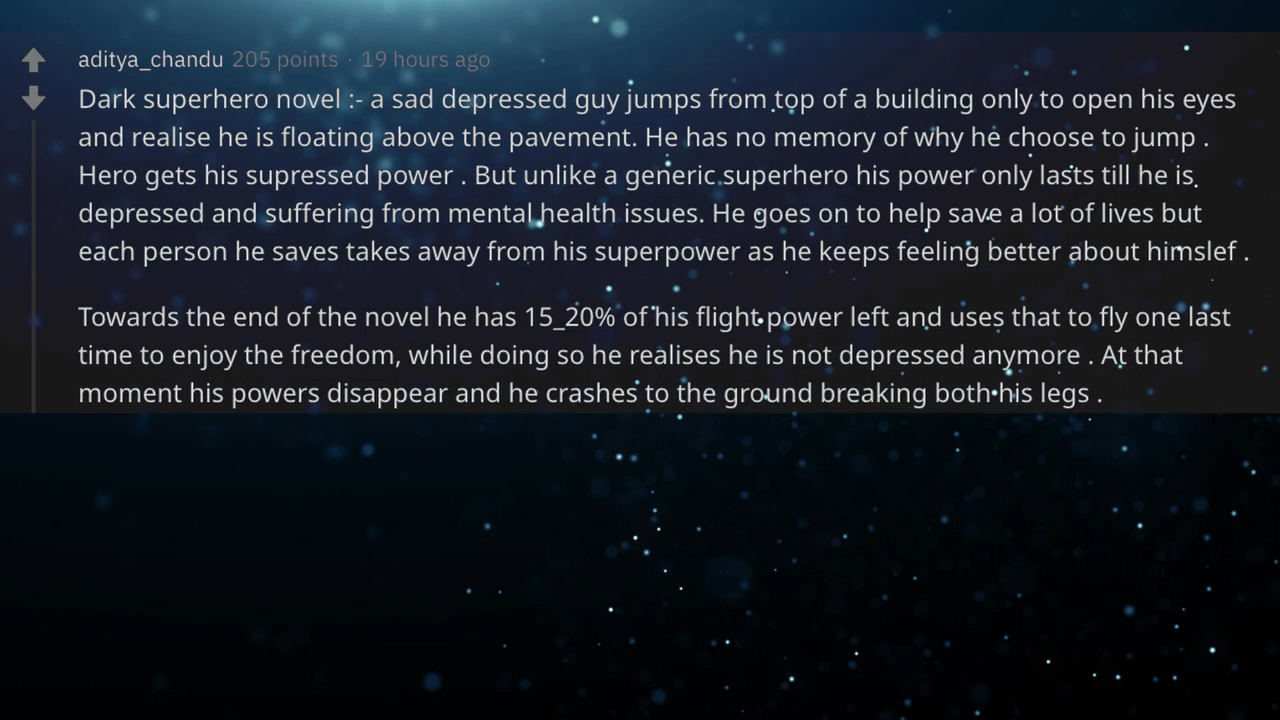 aditya_chandu 205 points · 19 hours ago
Dark superhero novel :- a sad depressed guy jumps from top of a building only to open his eyes
and realise he is floating above the pavement. He has no memory of why he choose to jump .
Hero gets his supressed power . But unlike a generic superhero his power only lasts till he is
depressed and suffering from mental health issues. He goes on to help save a lot of lives but
each person he saves takes away from his superpower as he keeps feeling better about himslef .
Towards the end of the novel he has 15_20% of his flight power left and uses that to fly one last
time to enjoy the freedom, while doing so he realises he is not depressed anymore . At that
moment his powers disappear and he crashes to the ground breaking both his legs .